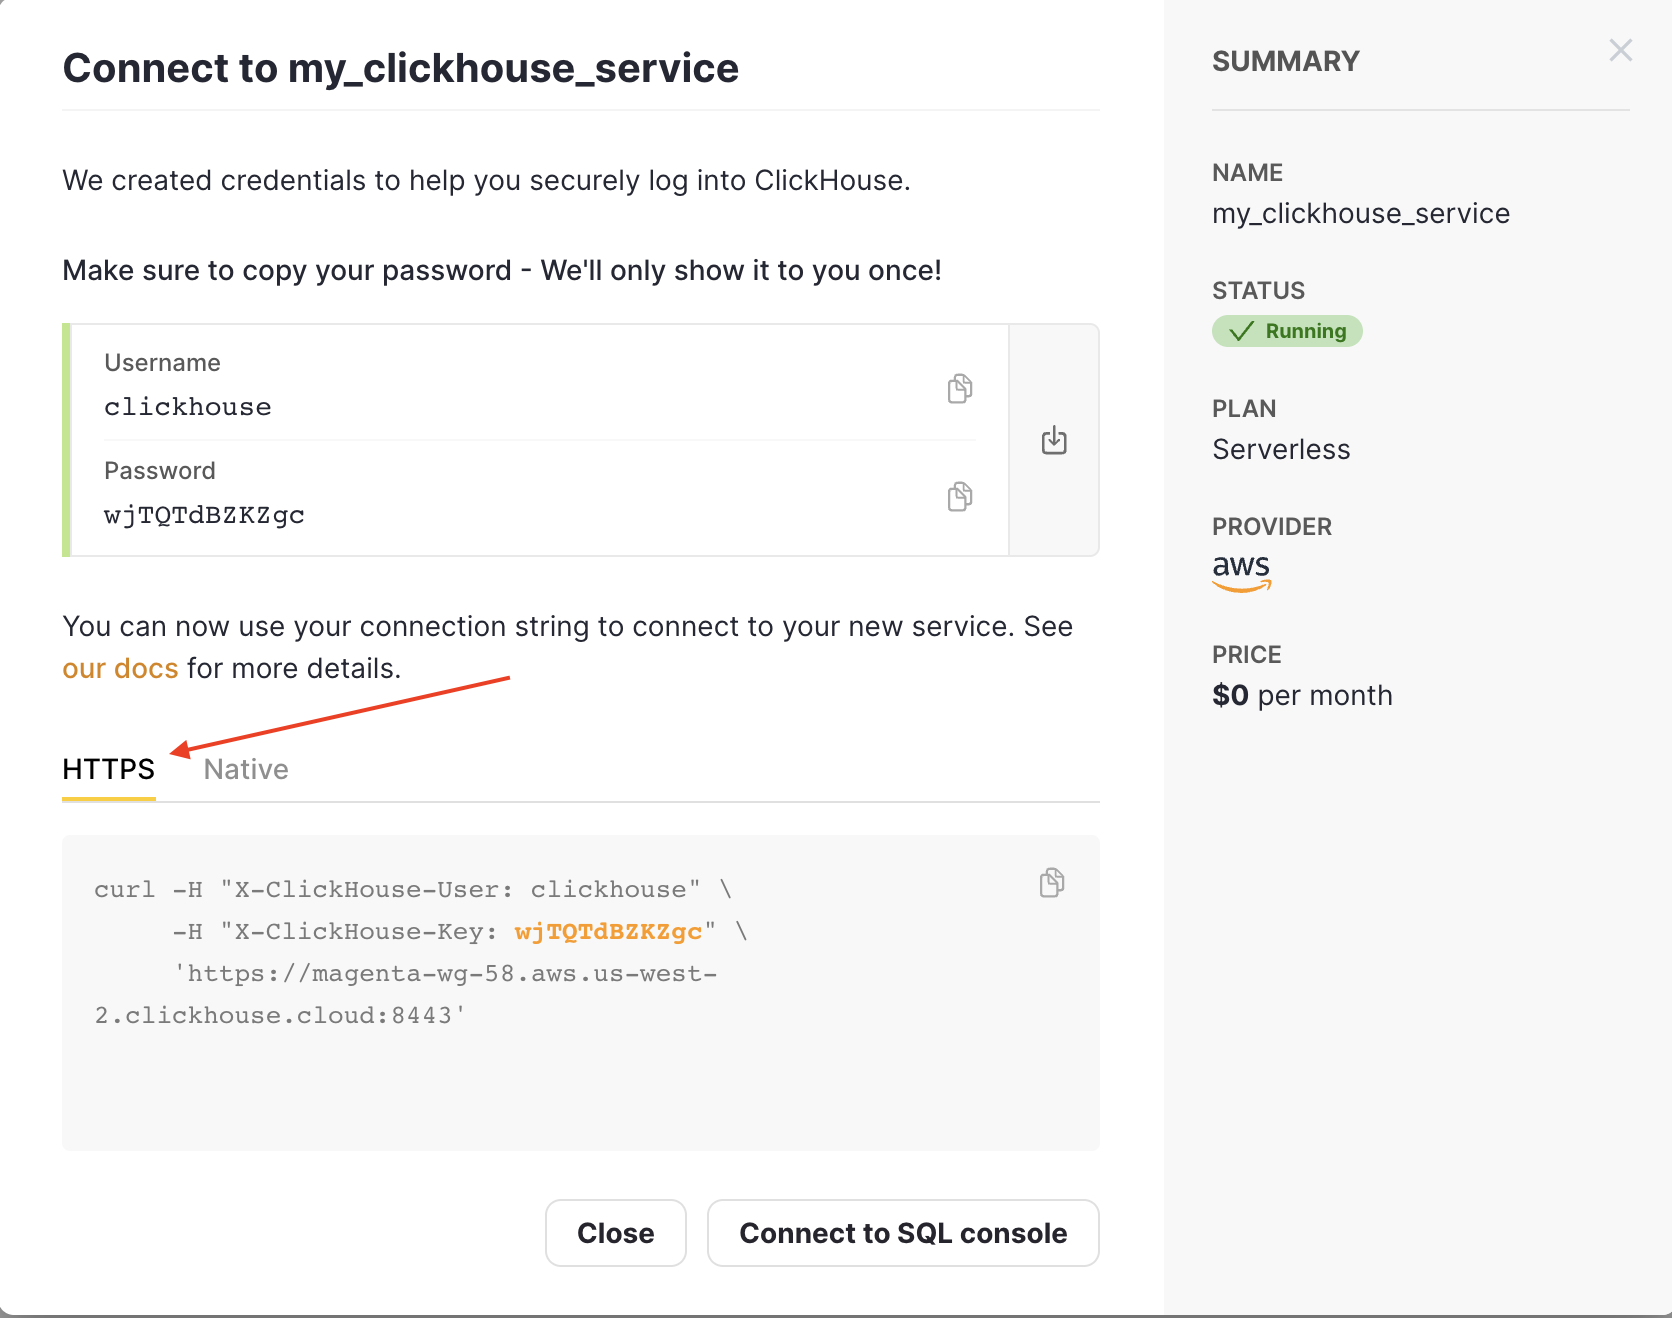 Connect to my_clickhouse_service
We created credentials to help you securely log into ClickHouse.
Make sure to copy your password - We'll only show it to you once!
Username
clickhouse
Password
wjTQTdBZKZgc
You can now use your connection string to connect to your new service. See
our docs for more details.
HTTPS Native
curl -H "X-ClickHouse-User: clickhouse" \
-H "X-ClickHouse-Key: wjTQTdBZKZgc" \
'https://magenta-wg-58.aws.us-west-
2.clickhouse.cloud:8443'
Close Connect to SQL console
SUMMARY
NAME
my_clickhouse_service
STATUS
Running
PLAN
Serverless
PROVIDER
aws
PRICE
$0 per month